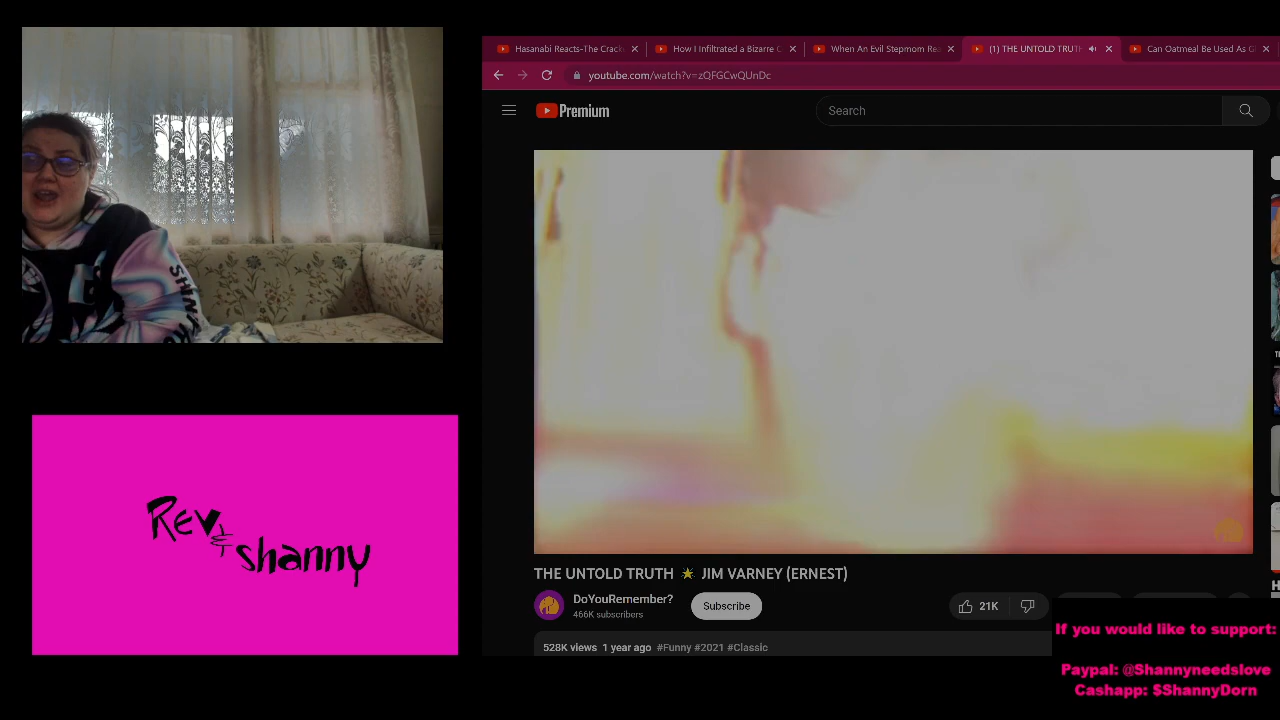 Hasanabi Reacts-The Crack
How I Infiltrated a Bizarre C
When An Evil Stepmom Rea
(1) THE UNTOLD TRUTH
Can Oatmeal Be Used As G
youtube.com/watch?v=zQFGCwQUnDc
Premium
Search
THE UNTOLD TRUTH 🌟 JIM VARNEY (ERNEST)
DoYouRemember?
466K subscribers
Subscribe
21K
528K views 1 year ago #Funny #2021 #Classic
Rev
&
shanny
If you would like to support:
Paypal: @Shannyneedslove
Cashapp: $ShannyDorn